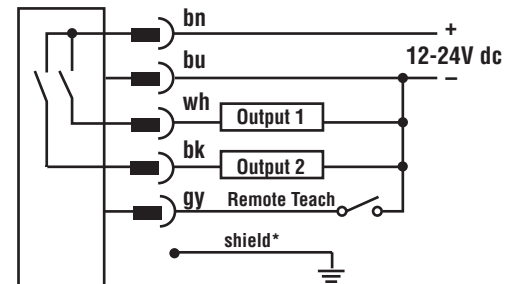 bn
+
12-24V dc
bu
–
wh
Output 1
bk
Output 2
gy
Remote Teach
shield*